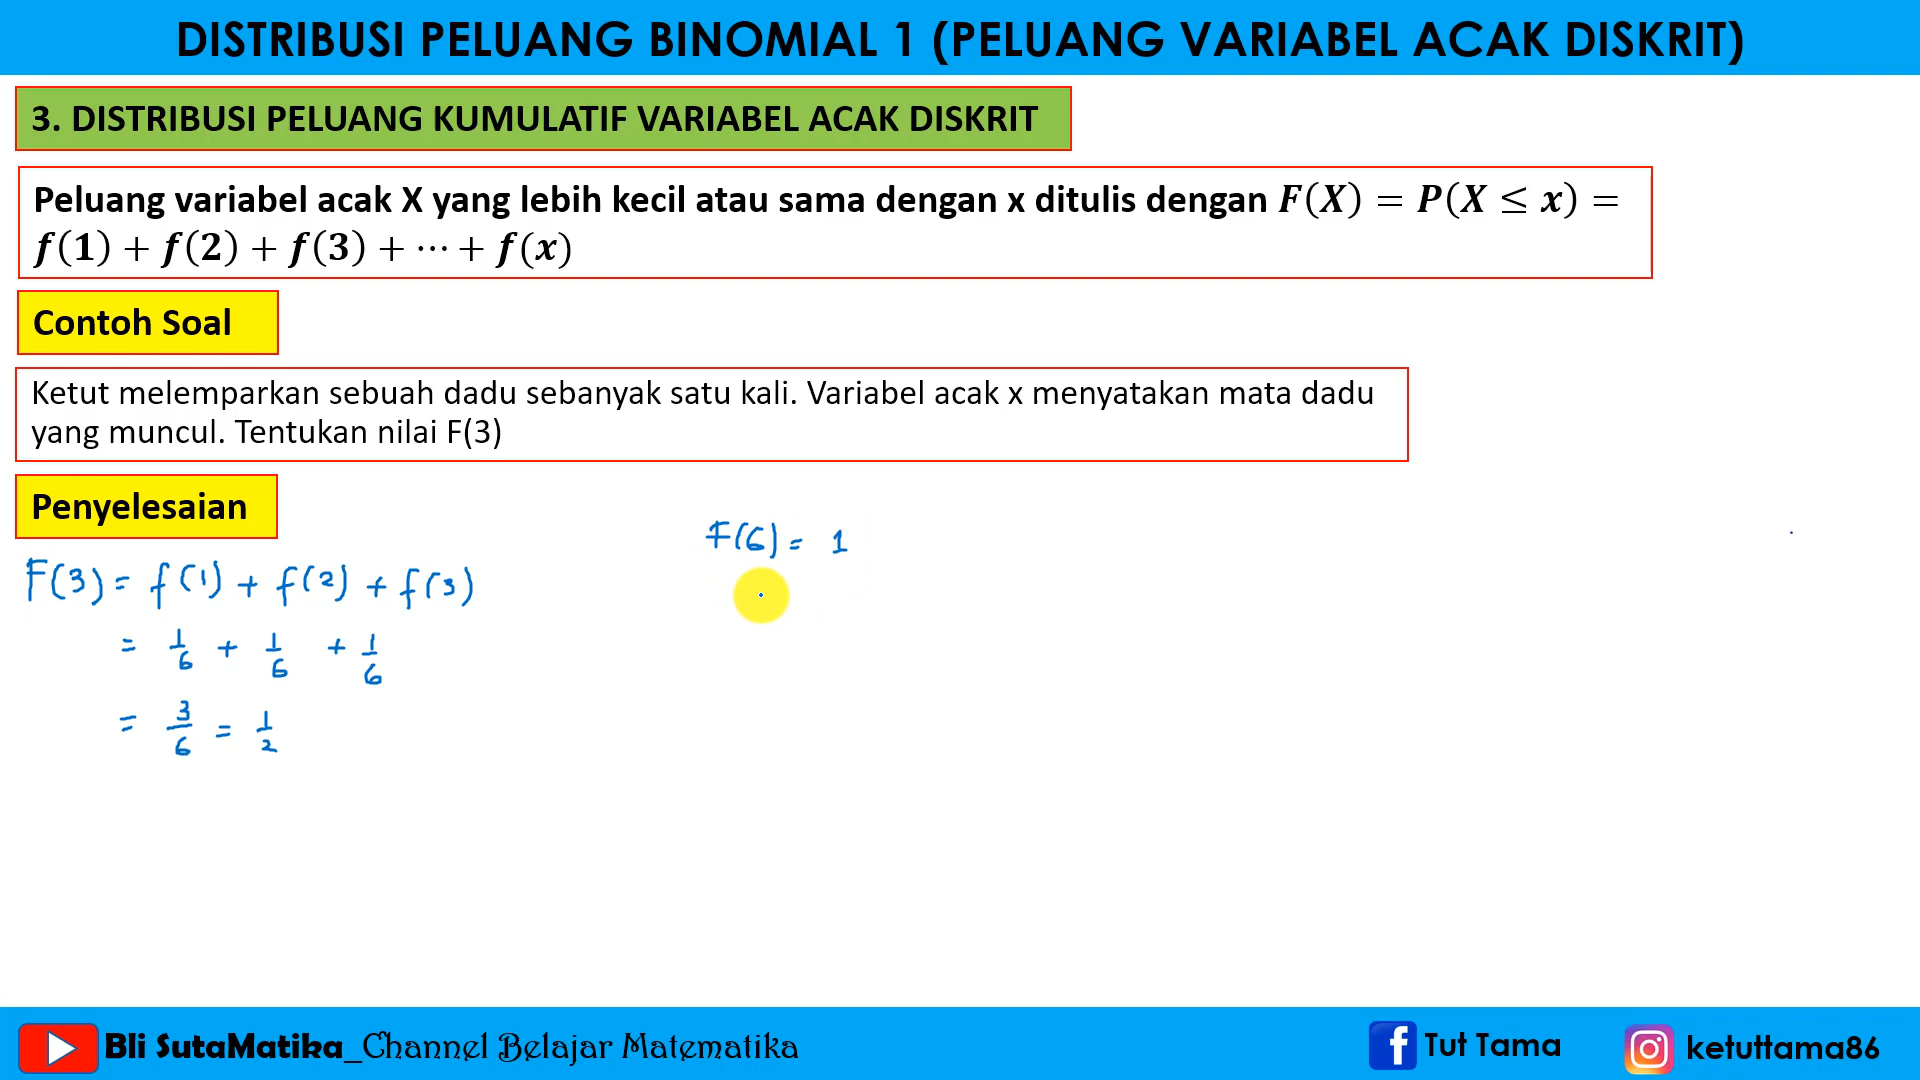 DISTRIBUSI PELUANG BINOMIAL 1 (PELUANG VARIABEL ACAK DISKRIT)
3. DISTRIBUSI PELUANG KUMULATIF VARIABEL ACAK DISKRIT
Peluang variabel acak X yang lebih kecil atau sama dengan x ditulis dengan F(X) = P(X ≤ x) =
f(1) + f(2) + f(3) + ⋯ + f(x)
Contoh Soal
Ketut melemparkan sebuah dadu sebanyak satu kali. Variabel acak x menyatakan mata dadu
yang muncul. Tentukan nilai F(3)
Penyelesaian
F(3) = f(1) + f(2) + f(3)
= 1/6 + 1/6 + 1/6
= 3/6 = 1/2
F(6) = 1
Bli SutaMatika_Channel Belajar Matematika
Tut Tama
ketuttama86